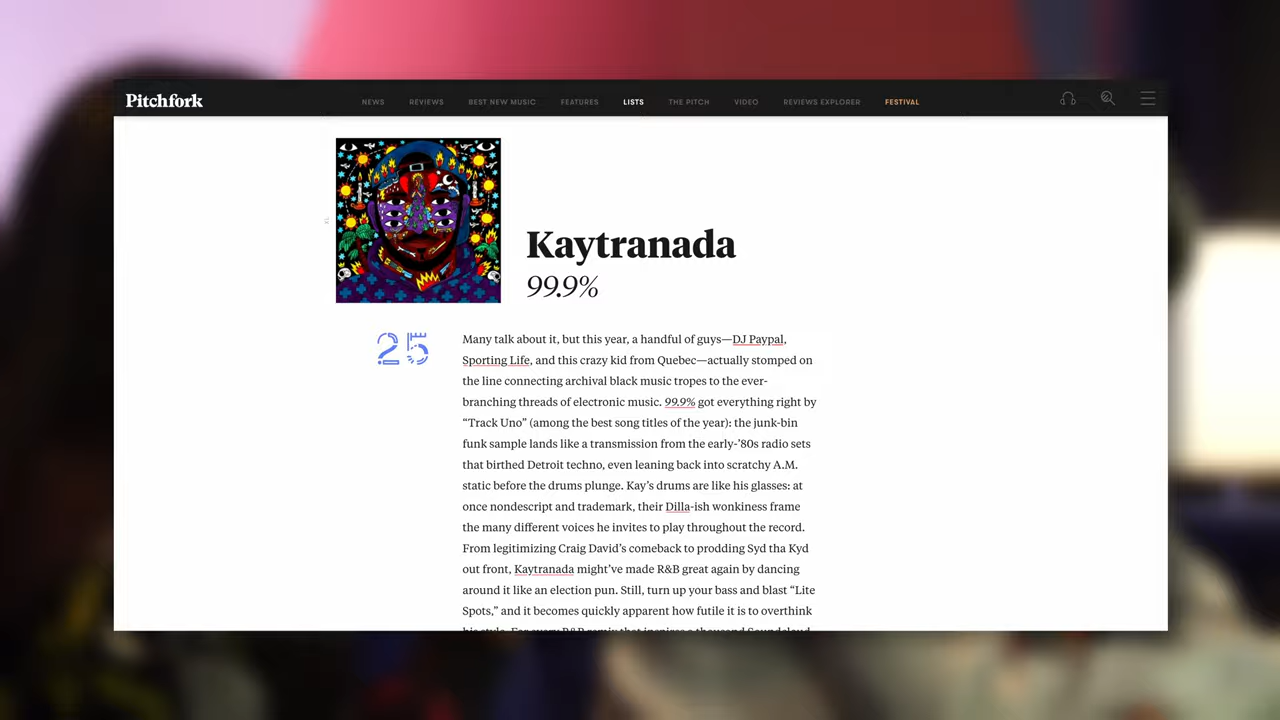 Pitchfork
NEWS REVIEWS BEST NEW MUSIC FEATURES LISTS THE PITCH VIDEO REVIEWS EXPLORER FESTIVAL
Kaytranada
99.9%
25
Many talk about it, but this year, a handful of guys—DJ Paypal,
Sporting Life, and this crazy kid from Quebec—actually stomped on
the line connecting archival black music tropes to the ever-
branching threads of electronic music. 99.9% got everything right by
“Track Uno” (among the best song titles of the year): the junk-bin
funk sample lands like a transmission from the early-’80s radio sets
that birthed Detroit techno, even leaning back into scratchy A.M.
static before the drums plunge. Kay’s drums are like his glasses: at
once nondescript and trademark, their Dilla-ish wonkiness frame
the many different voices he invites to play throughout the record.
From legitimizing Craig David’s comeback to prodding Syd tha Kyd
out front, Kaytranada might’ve made R&B great again by dancing
around it like an election pun. Still, turn up your bass and blast “Lite
Spots,” and it becomes quickly apparent how futile it is to overthink
his style. For every R&B remix that inspires a thousand Soundcloud